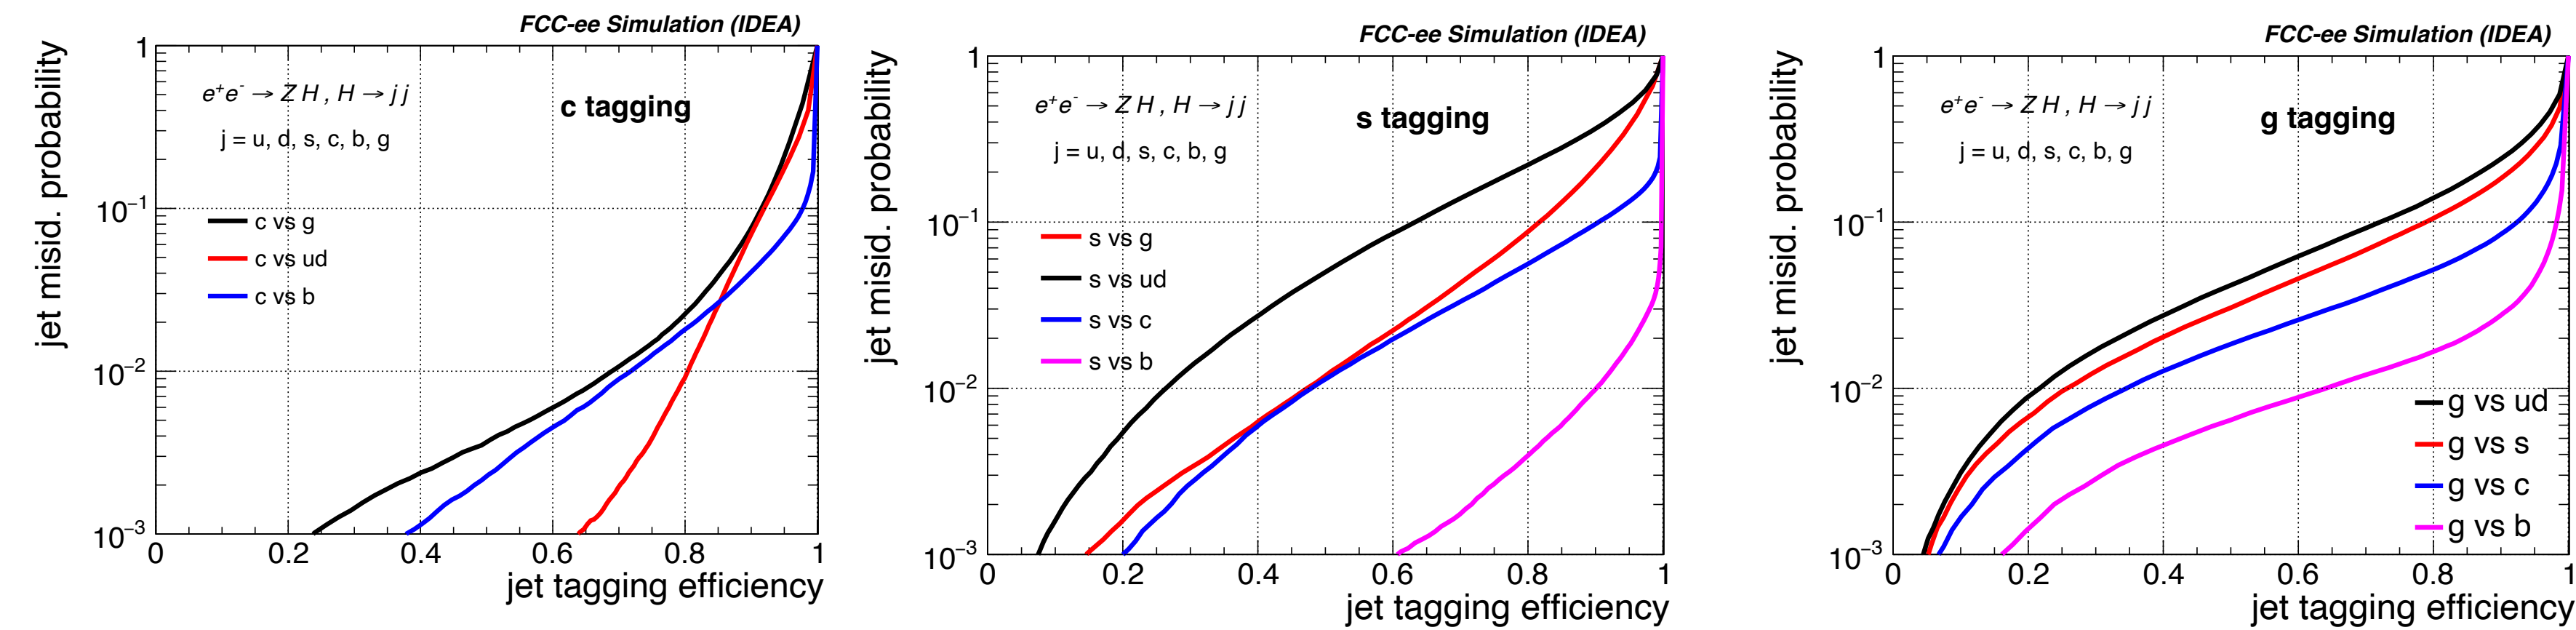 FCC-ee Simulation (IDEA)
jet misid. probability
1
10⁻¹
10⁻²
10⁻³
e⁺e⁻ → Z H , H → j j
j = u, d, s, c, b, g
c tagging
c vs g
c vs ud
c vs b
0 0.2 0.4 0.6 0.8 1
jet tagging efficiency
FCC-ee Simulation (IDEA)
jet misid. probability
1
10⁻¹
10⁻²
10⁻³
e⁺e⁻ → Z H , H → j j
j = u, d, s, c, b, g
s tagging
s vs g
s vs ud
s vs c
s vs b
0 0.2 0.4 0.6 0.8 1
jet tagging efficiency
FCC-ee Simulation (IDEA)
jet misid. probability
1
10⁻¹
10⁻²
10⁻³
e⁺e⁻ → Z H , H → j j
j = u, d, s, c, b, g
g tagging
g vs ud
g vs s
g vs c
g vs b
0 0.2 0.4 0.6 0.8 1
jet tagging efficiency